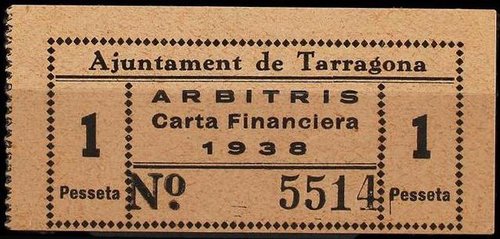 Ajuntament de Tarragona
ARBITRIS
Carta Financiera
1938
1 Pesseta
Nº 5514
1 Pesseta